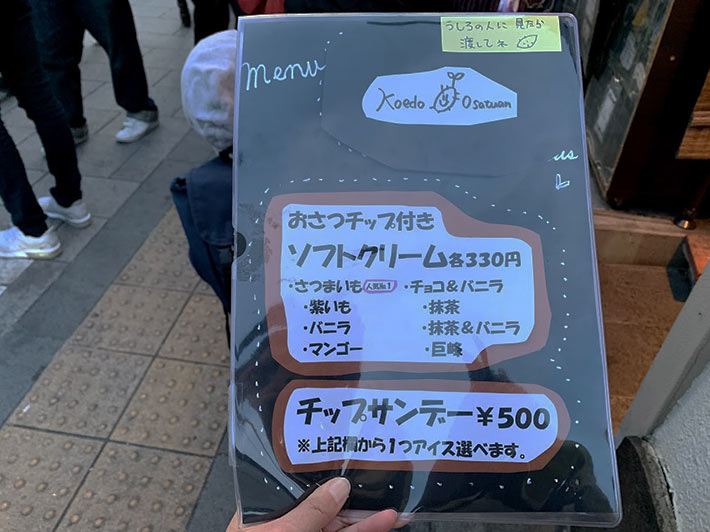 うしろの人に 見たら
渡してネ
menu
Koedo Osatuan
おさつチップ付き
ソフトクリーム各330円
・さつまいも 人気No.1 ・チョコ&バニラ
・紫いも ・抹茶
・バニラ ・抹茶&バニラ
・マンゴー ・巨峰
チップサンデー¥500
※上記欄から1つアイス選べます。